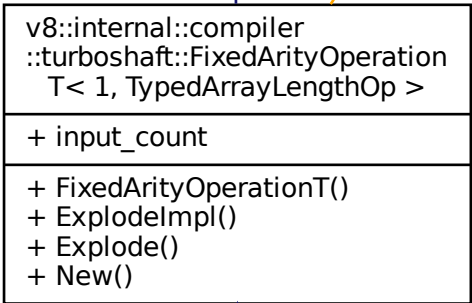 v8::internal::compiler
::turboshaft::FixedArityOperation
T< 1, TypedArrayLengthOp >
+ input_count
+ FixedArityOperationT()
+ ExplodeImpl()
+ Explode()
+ New()